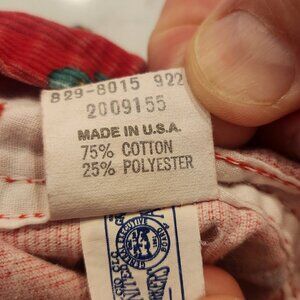 829-8015 922
2009155
MADE IN U.S.A.
75% COTTON
25% POLYESTER